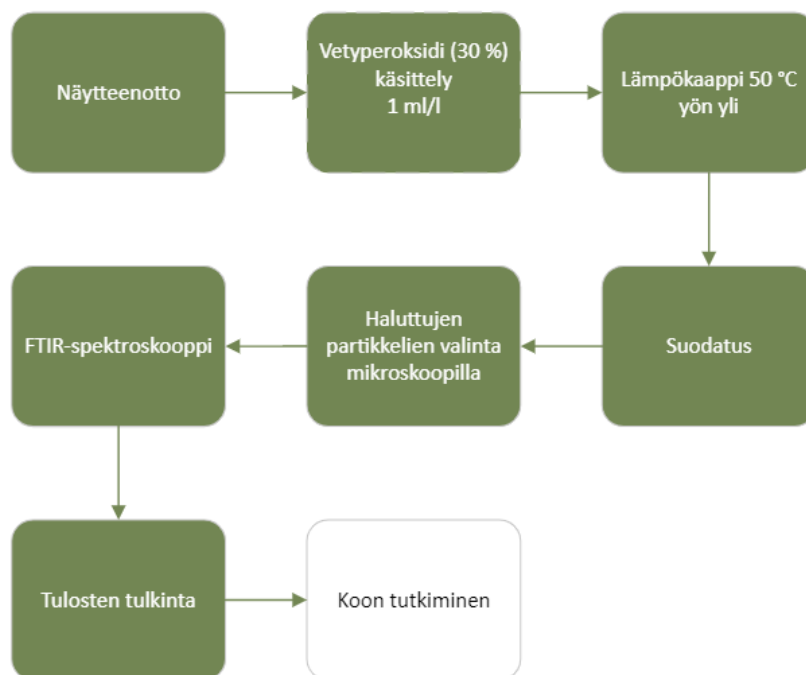 Näytteenotto
Vetyperoksidi (30 %)
käsittely
1 ml/l
Lämpökaappi 50 °C
yön yli
Suodatus
Haluttujen
partikkelien valinta
mikroskoopilla
FTIR-spektroskooppi
Tulosten tulkinta
Koon tutkiminen